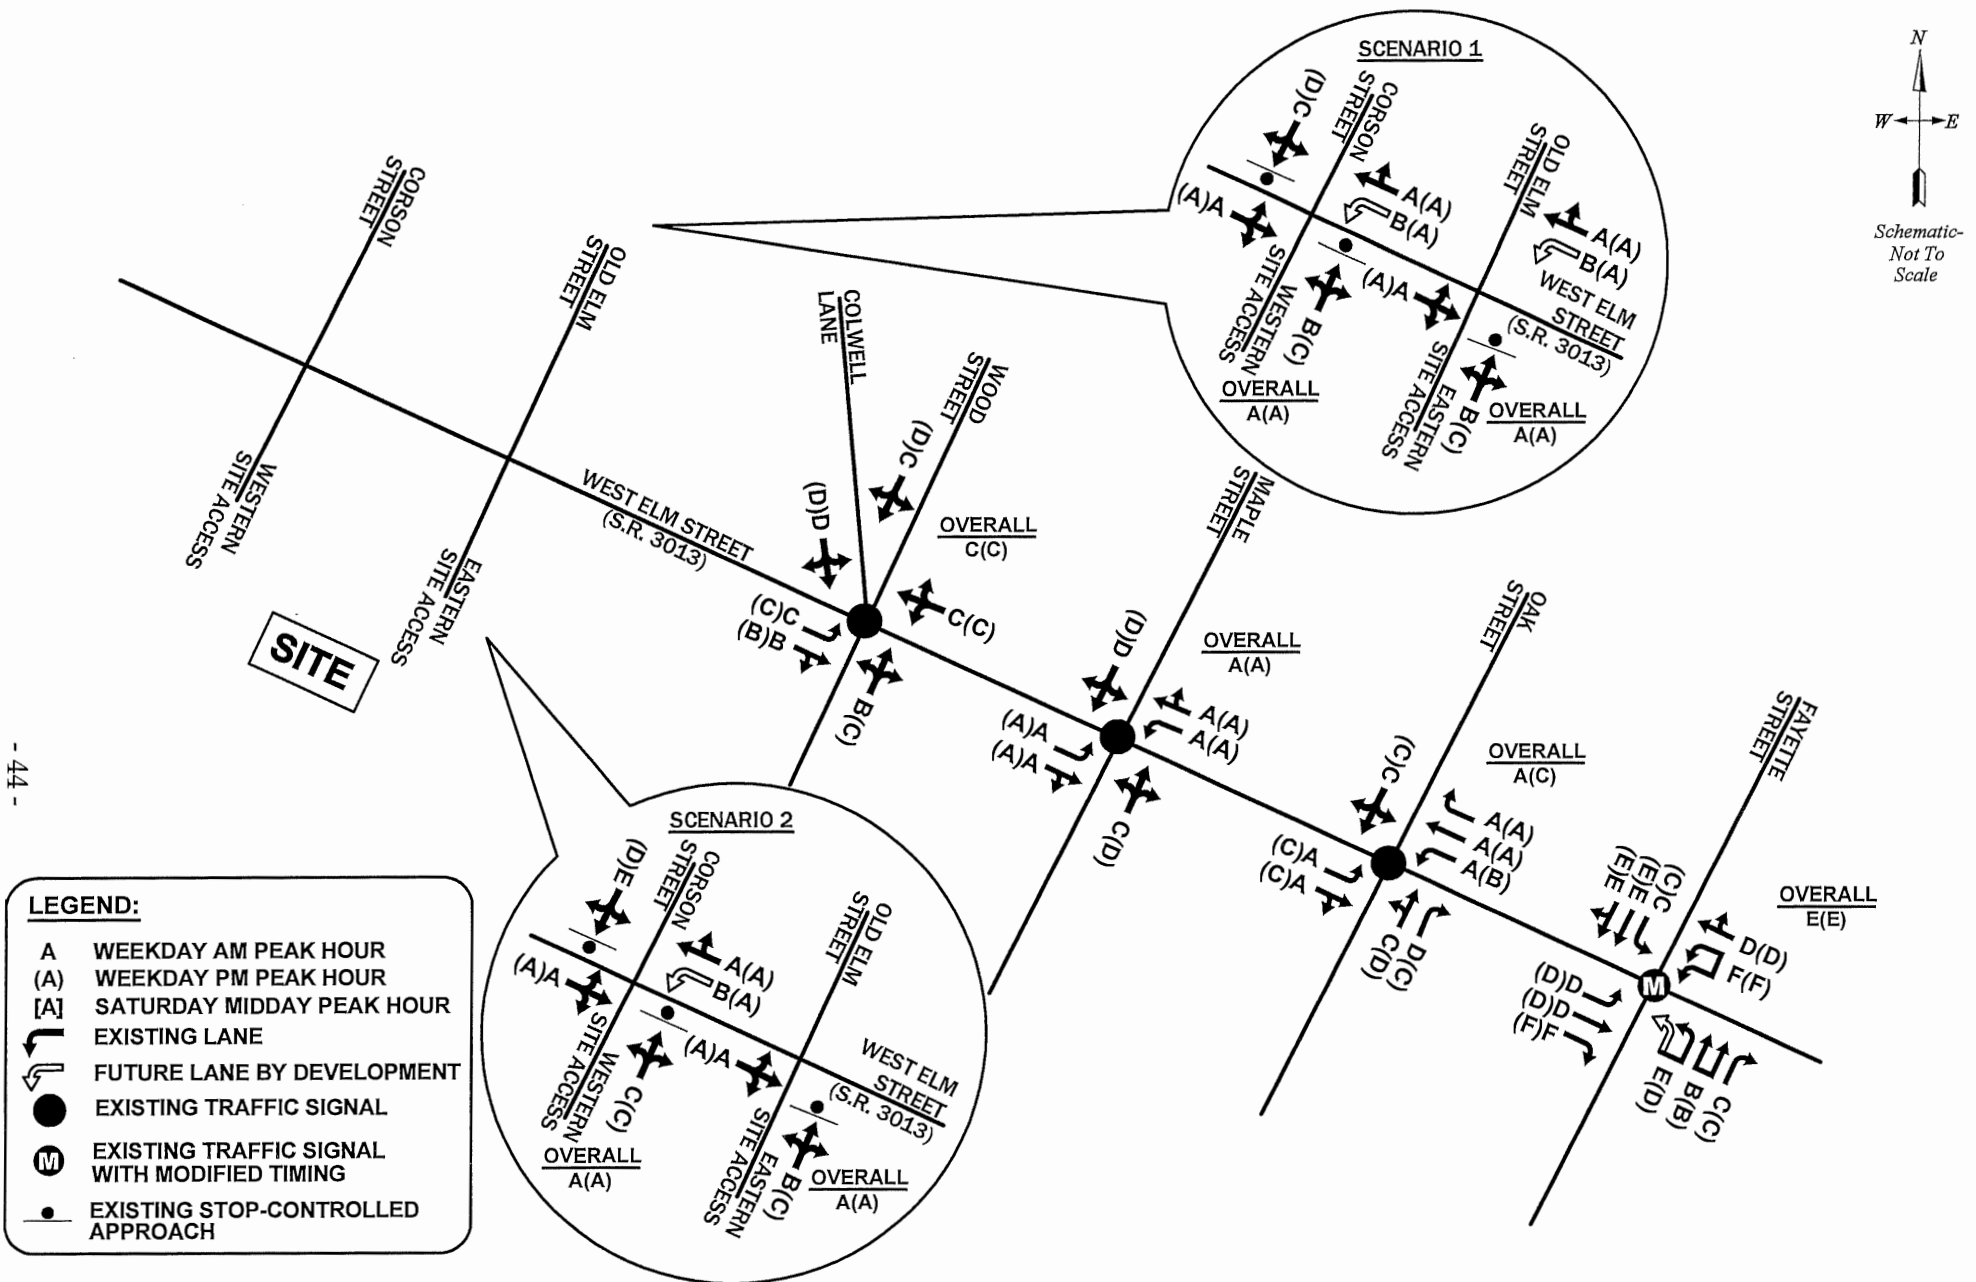 SCENARIO 1
(D)C
CORSON
STREET
(A)A
A(A)
B(A)
OLD ELM
STREET
A(A)
B(A)
WEST ELM
STREET
(S.R. 3013)
WESTERN
SITE ACCESS
B(C)
(A)A
OVERALL
A(A)
EASTERN
SITE ACCESS
B(C)
OVERALL
A(A)
N
W
E
Schematic-
Not To
Scale
CORSON
STREET
OLD ELM
STREET
WESTERN
SITE ACCESS
EASTERN
SITE ACCESS
SITE
WEST ELM STREET
(S.R. 3013)
COLWELL
LANE
WOOD
STREET
(D)D
(D)C
OVERALL
C(C)
(C)C
(B)B
C(C)
B(C)
MAPLE
STREET
(D)D
OVERALL
A(A)
(A)A
(A)A
A(A)
A(A)
C(D)
OAK
STREET
(C)C
OVERALL
A(C)
(C)A
(C)A
A(A)
A(A)
A(B)
C(D)
D(C)
FAYETTE
STREET
(E)E
(E)E
(C)C
OVERALL
E(E)
D(D)
F(F)
(D)D
(D)D
(F)F
M
E(D)
B(B)
C(C)
SCENARIO 2
(D)E
CORSON
STREET
(A)A
A(A)
B(A)
OLD ELM
STREET
WEST ELM
STREET
(S.R. 3013)
WESTERN
SITE ACCESS
C(C)
(A)A
OVERALL
A(A)
EASTERN
SITE ACCESS
B(C)
OVERALL
A(A)
- 44 -
LEGEND:
A WEEKDAY AM PEAK HOUR
(A) WEEKDAY PM PEAK HOUR
[A] SATURDAY MIDDAY PEAK HOUR
EXISTING LANE
FUTURE LANE BY DEVELOPMENT
EXISTING TRAFFIC SIGNAL
M EXISTING TRAFFIC SIGNAL
WITH MODIFIED TIMING
EXISTING STOP-CONTROLLED
APPROACH